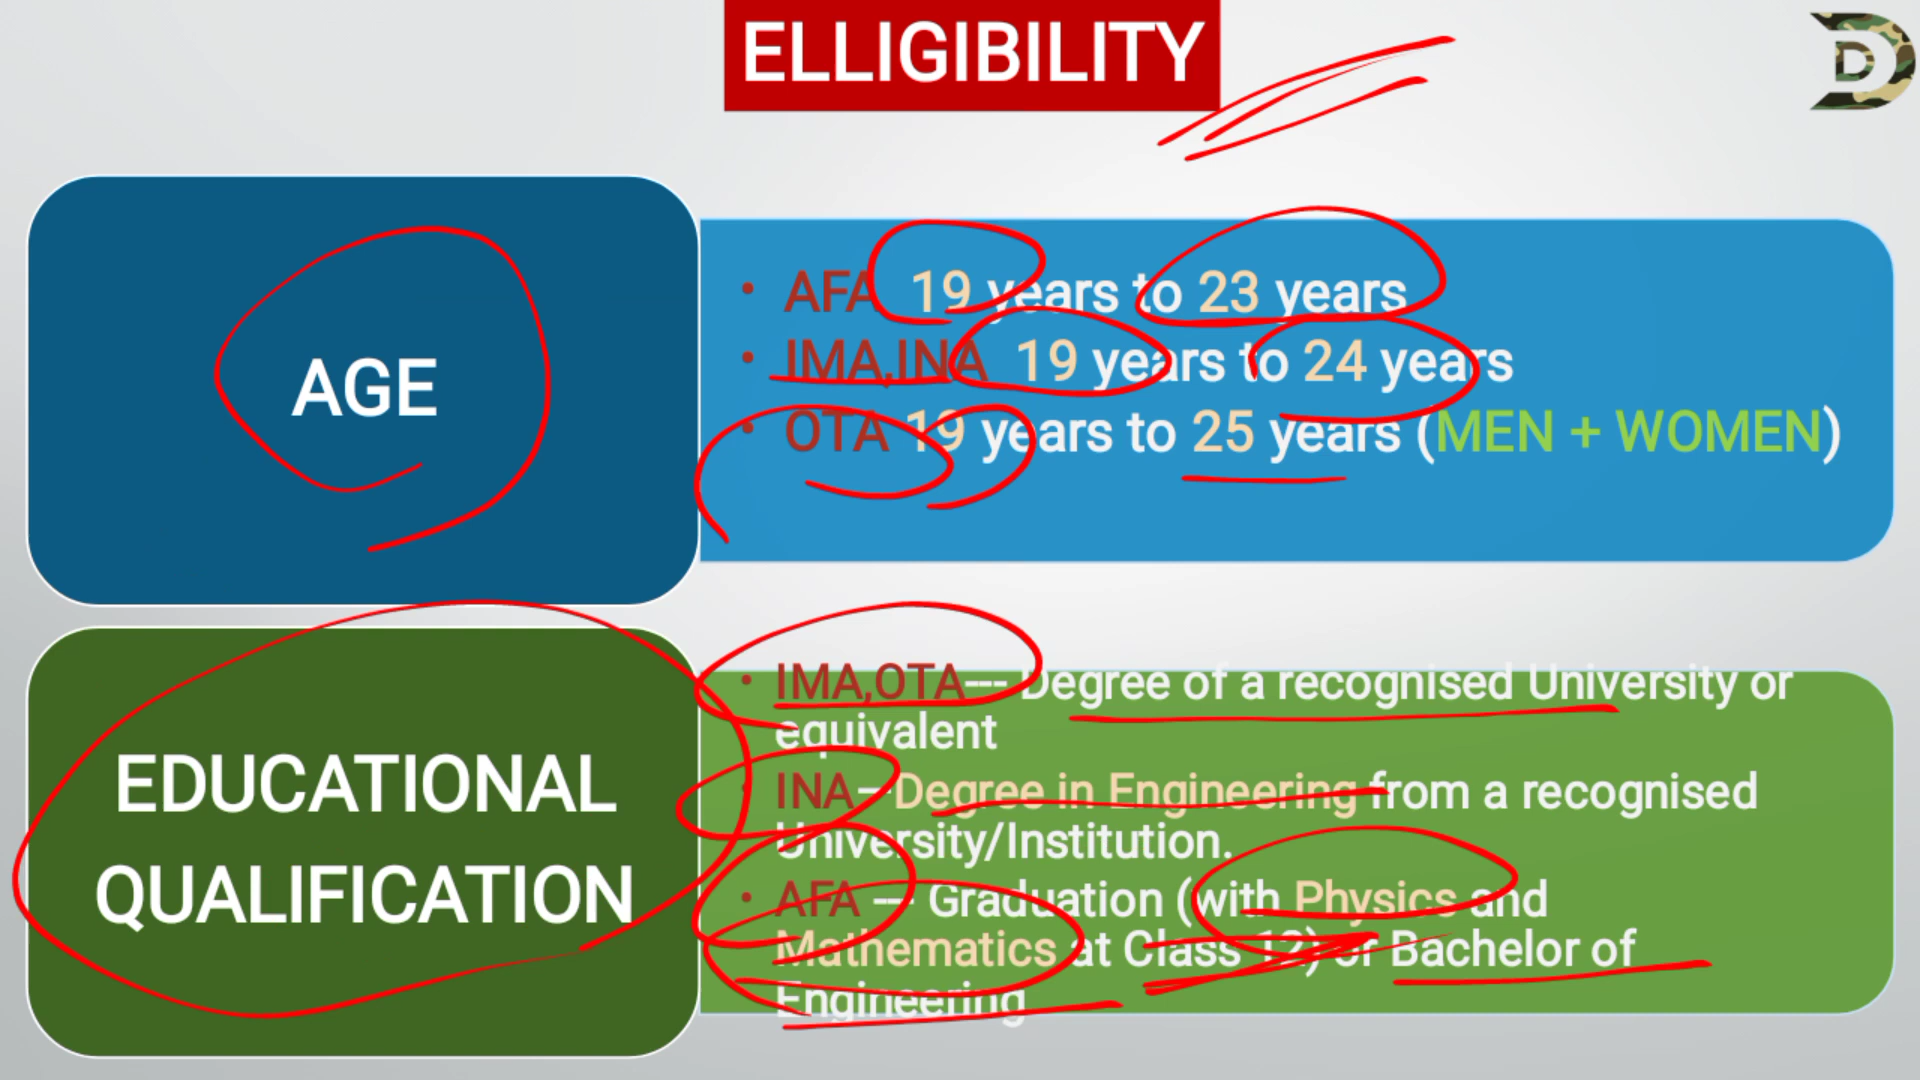 ELLIGIBILITY
D
AGE
• AFA 19 years to 23 years
• IMA,INA 19 years to 24 years
• OTA 19 years to 25 years (MEN + WOMEN)
EDUCATIONAL
QUALIFICATION
• IMA,OTA--- Degree of a recognised University or
equivalent
• INA–Degree in Engineering from a recognised
University/Institution.
• AFA --- Graduation (with Physics and
Mathematics at Class 12) or Bachelor of
Engineering